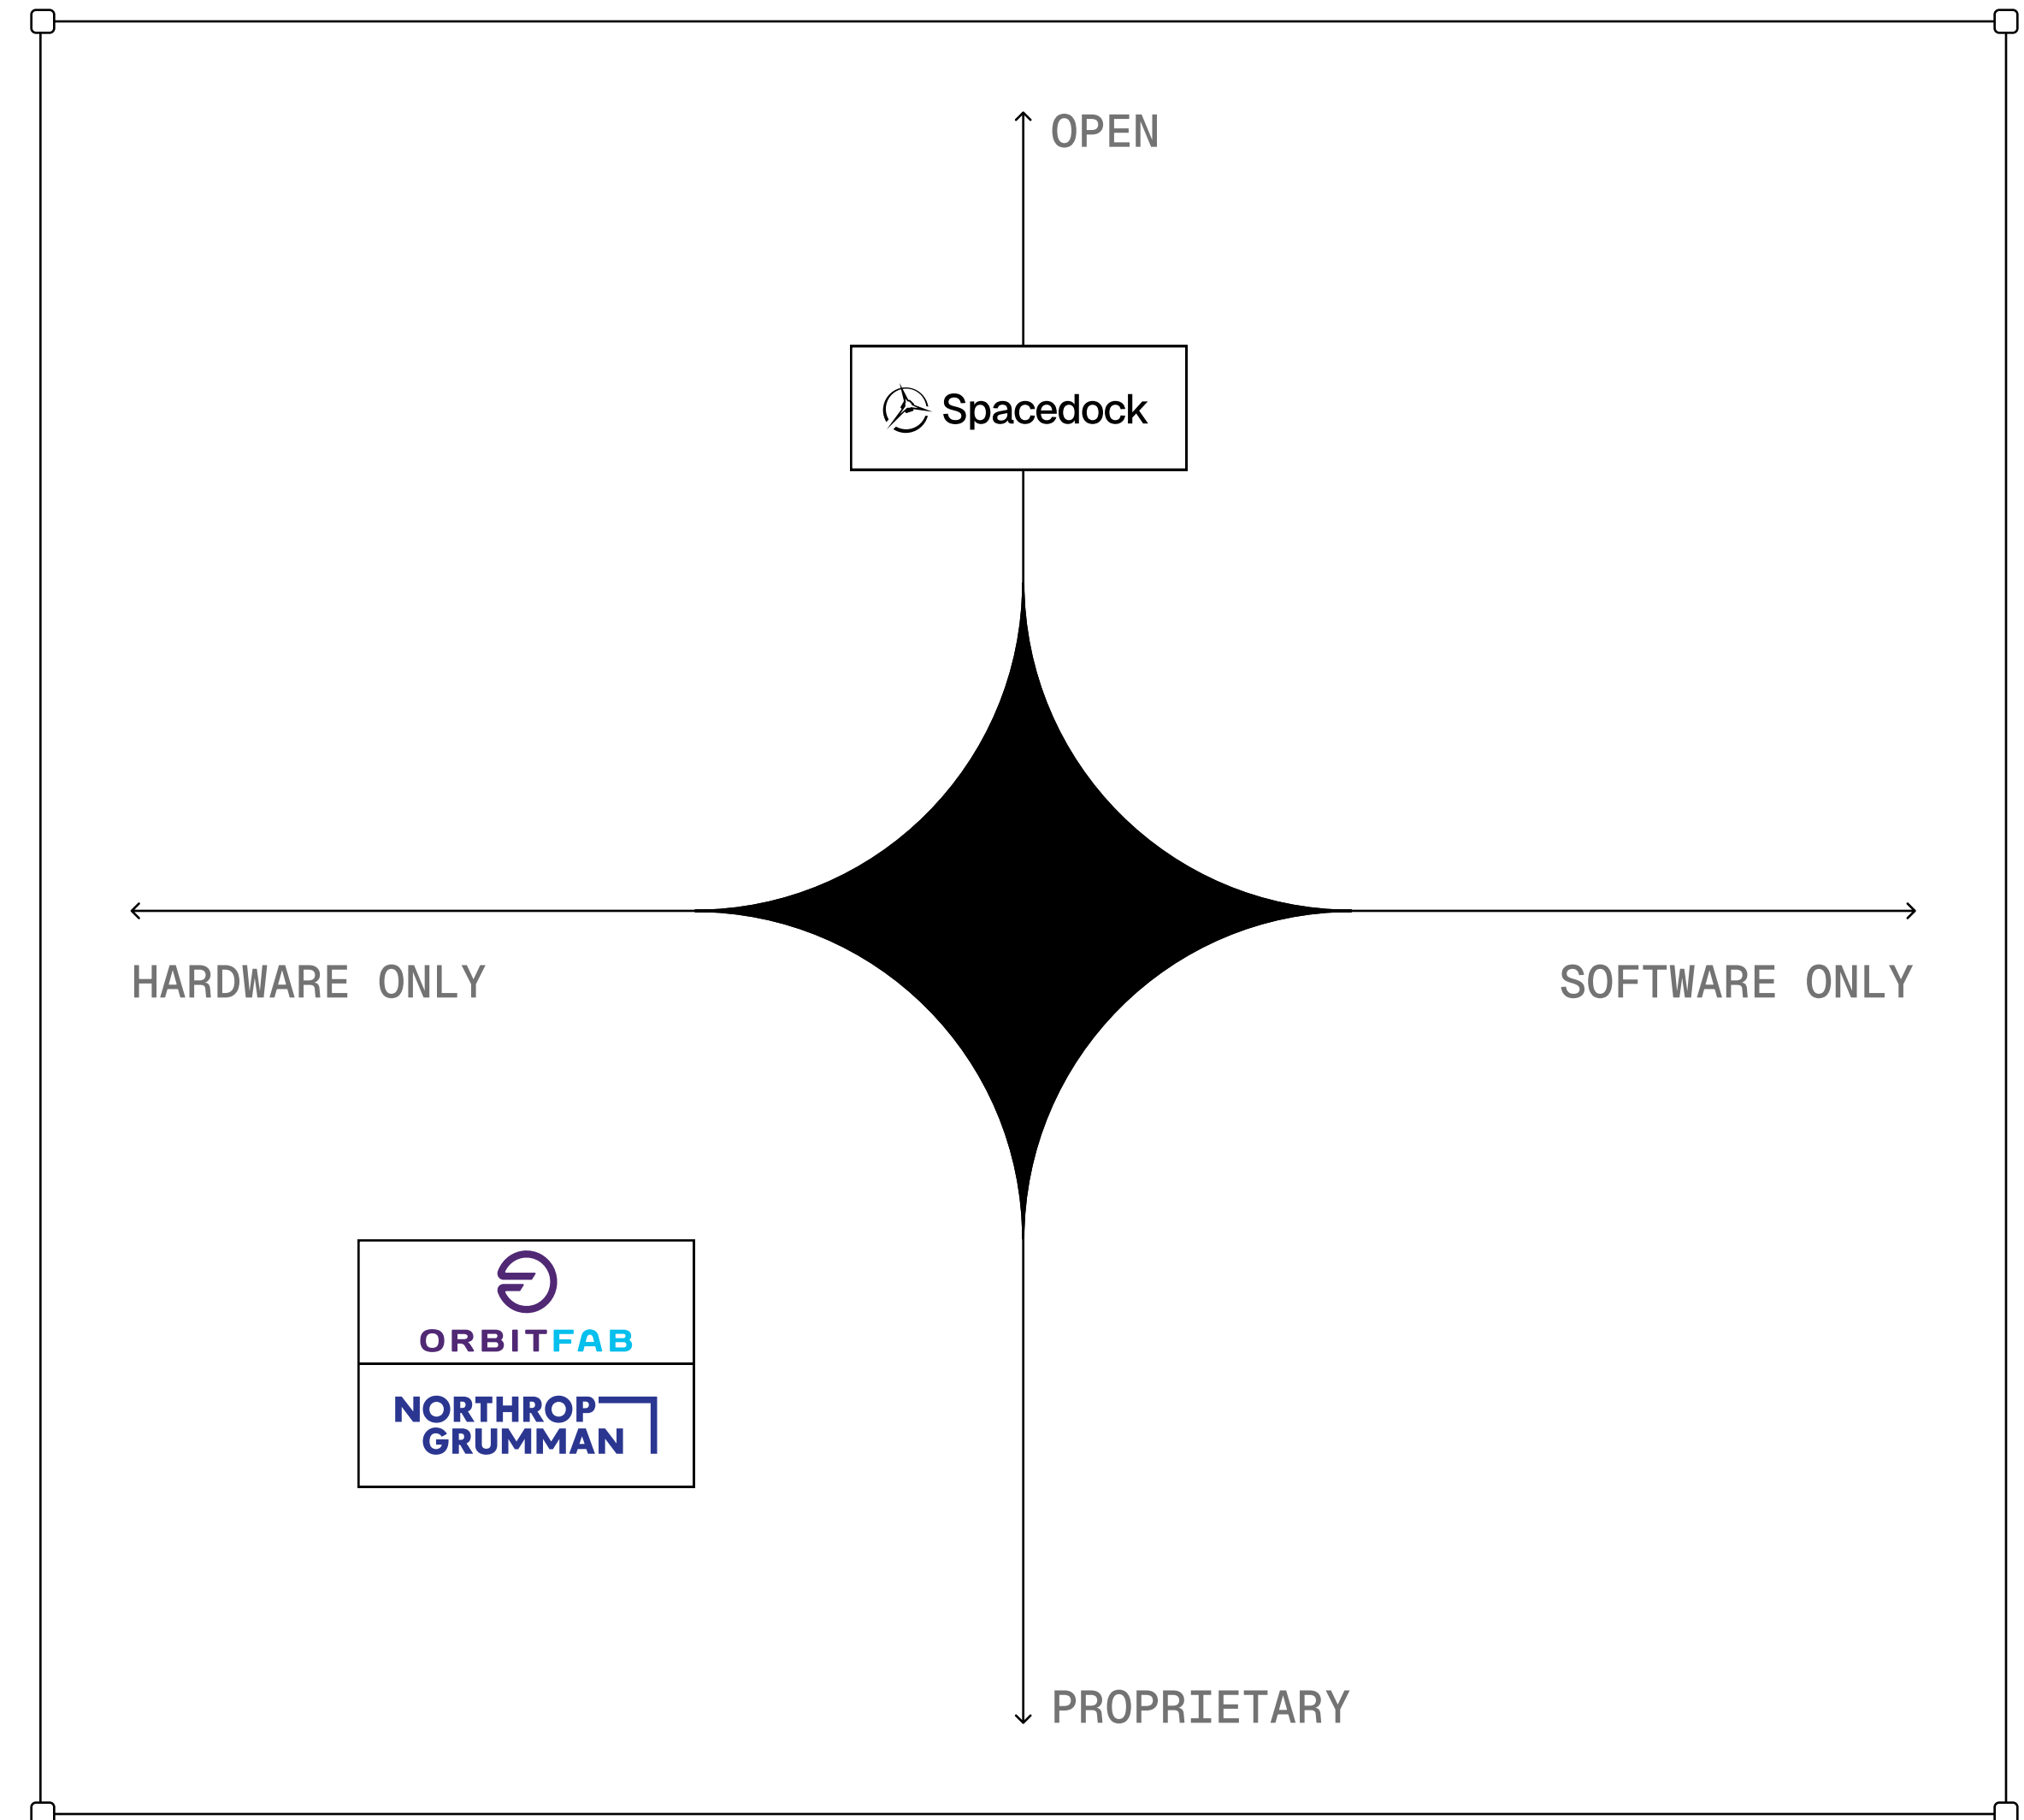 OPEN
Spacedock
HARDWARE ONLY
SOFTWARE ONLY
ORBITFAB
NORTHROP
GRUMMAN
PROPRIETARY